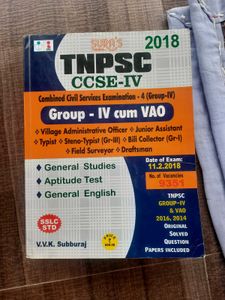 SURA'S
2018
TNPSC
CCSE-IV
Combined Civil Services Examination - 4 (Group-IV)
Group - IV cum VAO
Village Administrative Officer Junior Assistant
Typist Steno-Typist (Gr-III) Bill Collector (Gr-I)
Field Surveyor Draftsman
General Studies
Aptitude Test
General English
Date of Exam:
11.2.2018
No. of Vacancies
9351
SSLC
STD
TNPSC
GROUP-IV
& VAO
2016, 2014
ORIGINAL
SOLVED
QUESTION
PAPERS INCLUDED
V.V.K. Subburaj